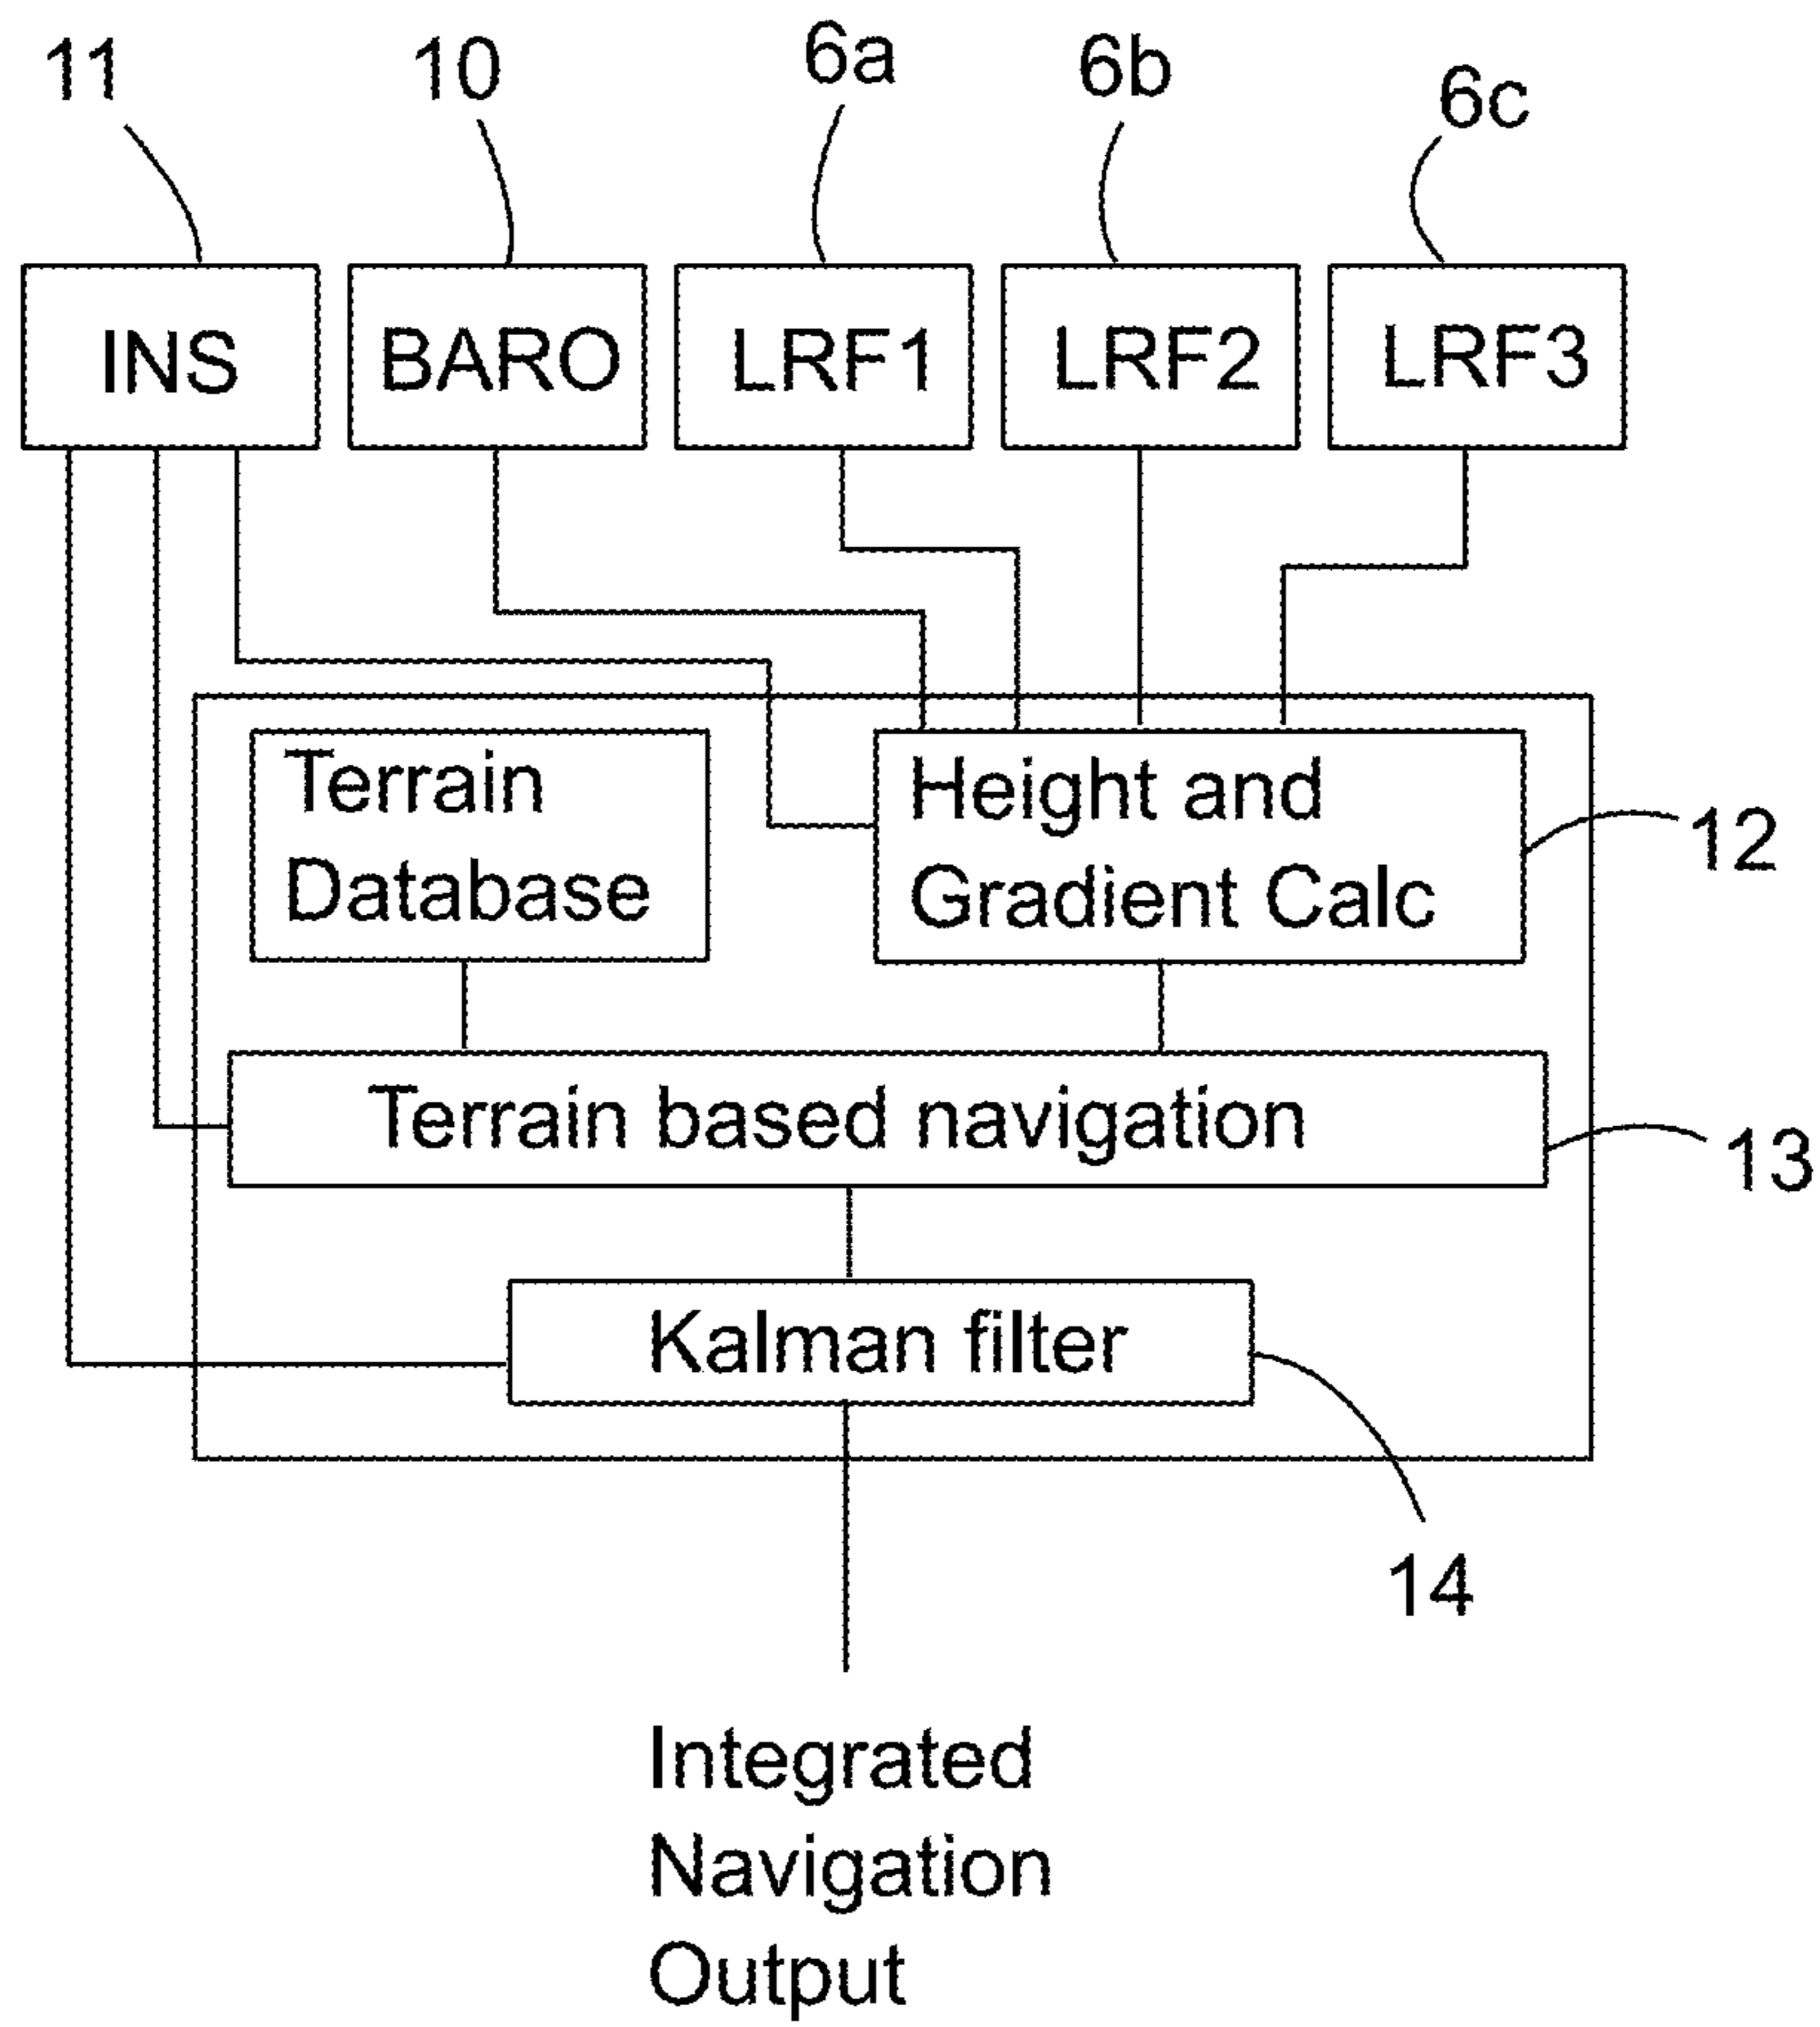 11
10
6a
6b
6c
INS
BARO
LRF1
LRF2
LRF3
Terrain
Database
Height and
Gradient Calc
12
Terrain based navigation
13
Kalman filter
14
Integrated
Navigation
Output